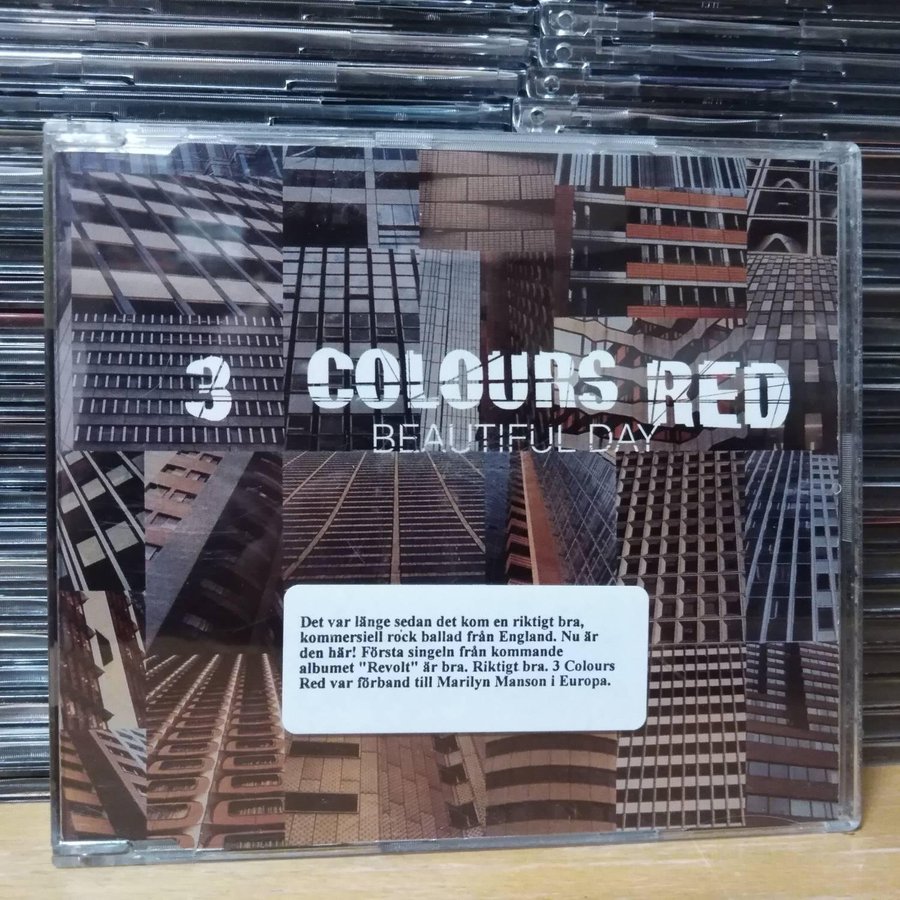 3 COLOURS RED
BEAUTIFUL DAY
Det var länge sedan det kom en riktigt bra,
kommersiell rock ballad från England. Nu är
den här! Första singeln från kommande
albumet "Revolt" är bra. Riktigt bra. 3 Colours
Red var förband till Marilyn Manson i Europa.